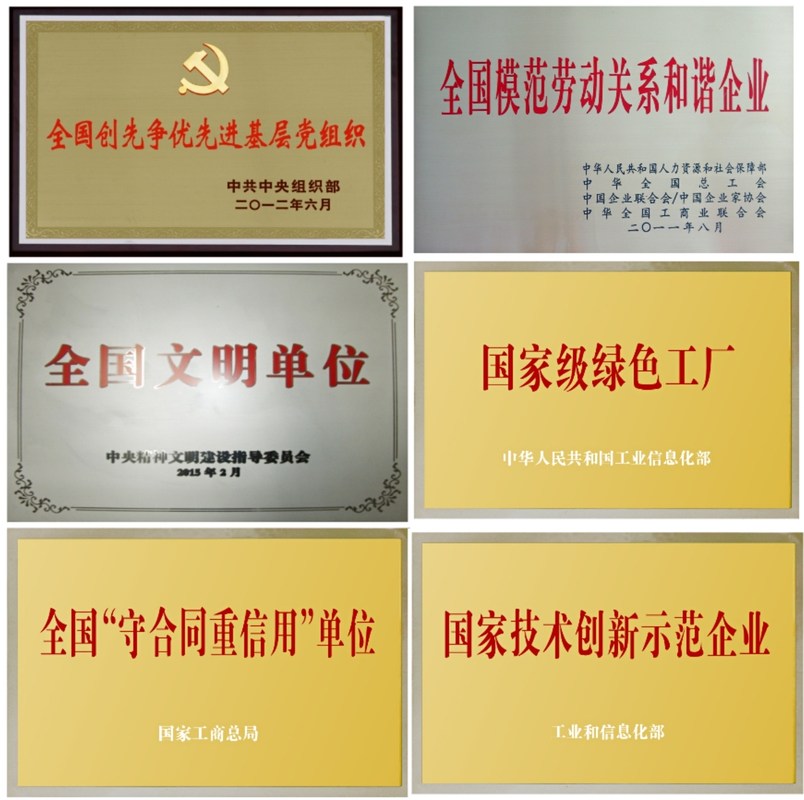 全国创先争优先进基层党组织
中共中央组织部
二〇一二年六月
全国模范劳动关系和谐企业
中华人民共和国人力资源和社会保障部
中华全国总工会
中国企业联合会/中国企业家协会
中华全国工商业联合会
二〇一一年八月
全国文明单位
中央精神文明建设指导委员会
2015年2月
国家级绿色工厂
中华人民共和国工业信息化部
全国“守合同重信用”单位
国家工商总局
国家技术创新示范企业
工业和信息化部